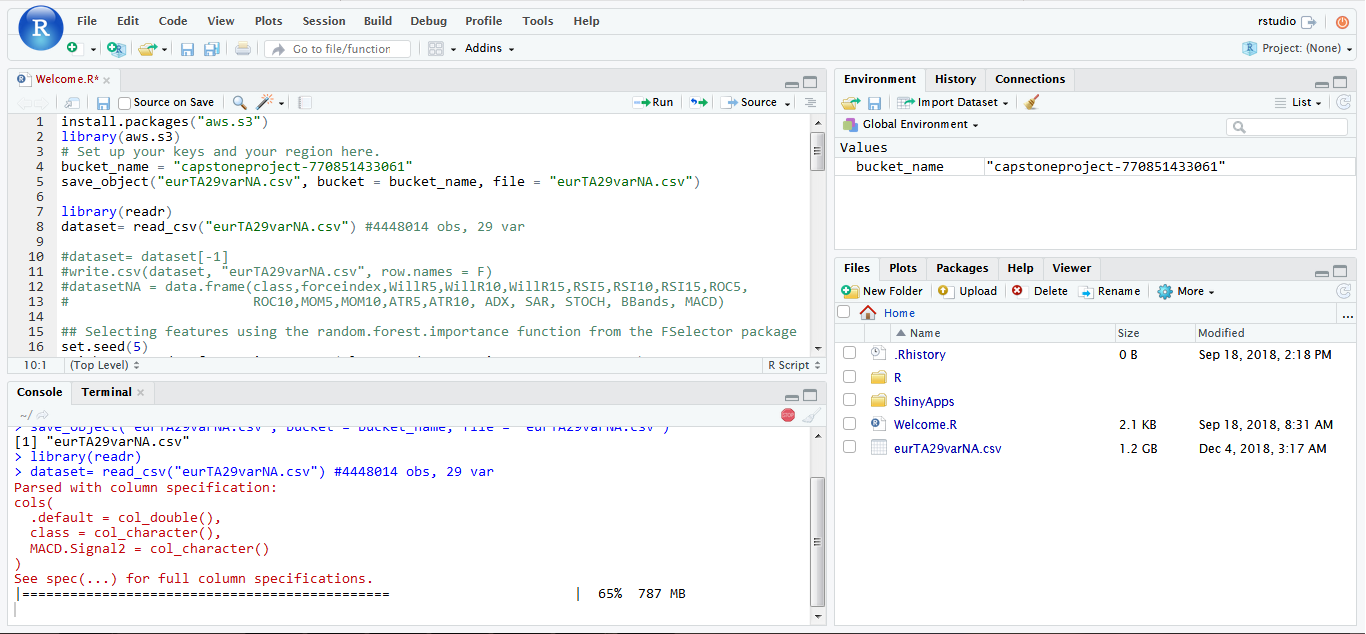 R
File Edit Code View Plots Session Build Debug Profile Tools Help
rstudio
Go to file/function
Addins
Project: (None)
Welcome.R*
Source on Save
Run
Source
1 install.packages("aws.s3")
2 library(aws.s3)
3 # Set up your keys and your region here.
4 bucket_name = "capstoneproject-770851433061"
5 save_object("eurTA29varNA.csv", bucket = bucket_name, file = "eurTA29varNA.csv")
6
7 library(readr)
8 dataset= read_csv("eurTA29varNA.csv") #4448014 obs, 29 var
9
10 #dataset= dataset[-1]
11 #write.csv(dataset, "eurTA29varNA.csv", row.names = F)
12 #datasetNA = data.frame(class,forceindex,WillR5,WillR10,WillR15,RSI5,RSI10,RSI15,ROC5,
13 # ROC10,MOM5,MOM10,ATR5,ATR10, ADX, SAR, STOCH, BBands, MACD)
14
15 ## Selecting features using the random.forest.importance function from the FSelector package
16 set.seed(5)
10:1 (Top Level) R Script
Console Terminal
~/
STOP
> save_object("eurTA29varNA.csv", bucket = bucket_name, file = "eurTA29varNA.csv")
[1] "eurTA29varNA.csv"
> library(readr)
> dataset= read_csv("eurTA29varNA.csv") #4448014 obs, 29 var
Parsed with column specification:
cols(
.default = col_double(),
class = col_character(),
MACD.Signal2 = col_character()
)
See spec(...) for full column specifications.
|============================================== | 65% 787 MB
Environment History Connections
Import Dataset
List
Global Environment
Values
bucket_name "capstoneproject-770851433061"
Files Plots Packages Help Viewer
New Folder Upload Delete Rename More
Home
...
Name Size Modified
.Rhistory 0 B Sep 18, 2018, 2:18 PM
R
ShinyApps
Welcome.R 2.1 KB Sep 18, 2018, 8:31 AM
eurTA29varNA.csv 1.2 GB Dec 4, 2018, 3:17 AM